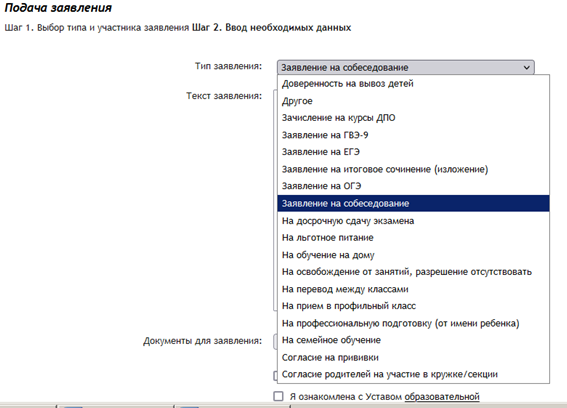 Подача заявления
Шаг 1. Выбор типа и участника заявления Шаг 2. Ввод необходимых данных
Тип заявления: Заявление на собеседование
Текст заявления:
Доверенность на вывоз детей
Другое
Зачисление на курсы ДПО
Заявление на ГВЭ-9
Заявление на ЕГЭ
Заявление на итоговое сочинение (изложение)
Заявление на ОГЭ
Заявление на собеседование
На досрочную сдачу экзамена
На льготное питание
На обучение на дому
На освобождение от занятий, разрешение отсутствовать
На перевод между классами
На прием в профильный класс
На профессиональную подготовку (от имени ребенка)
На семейное обучение
Согласие на прививки
Согласие родителей на участие в кружке/секции
Документы для заявления:
Я ознакомлена с Уставом образовательной